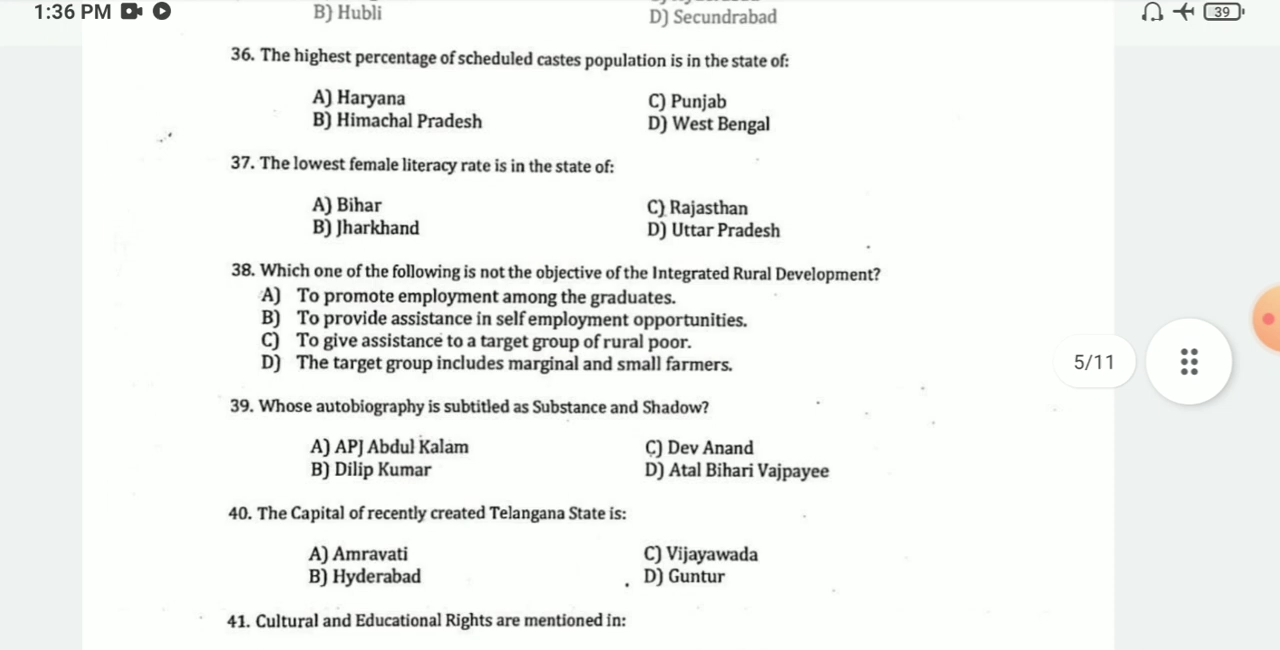 1:36 PM
39
B) Hubli
D) Secundrabad
36. The highest percentage of scheduled castes population is in the state of:
A) Haryana
C) Punjab
B) Himachal Pradesh
D) West Bengal
37. The lowest female literacy rate is in the state of:
A) Bihar
C) Rajasthan
B) Jharkhand
D) Uttar Pradesh
38. Which one of the following is not the objective of the Integrated Rural Development?
A) To promote employment among the graduates.
B) To provide assistance in self employment opportunities.
C) To give assistance to a target group of rural poor.
D) The target group includes marginal and small farmers.
5/11
39. Whose autobiography is subtitled as Substance and Shadow?
A) APJ Abdul Kalam
C) Dev Anand
B) Dilip Kumar
D) Atal Bihari Vajpayee
40. The Capital of recently created Telangana State is:
A) Amravati
C) Vijayawada
B) Hyderabad
D) Guntur
41. Cultural and Educational Rights are mentioned in: